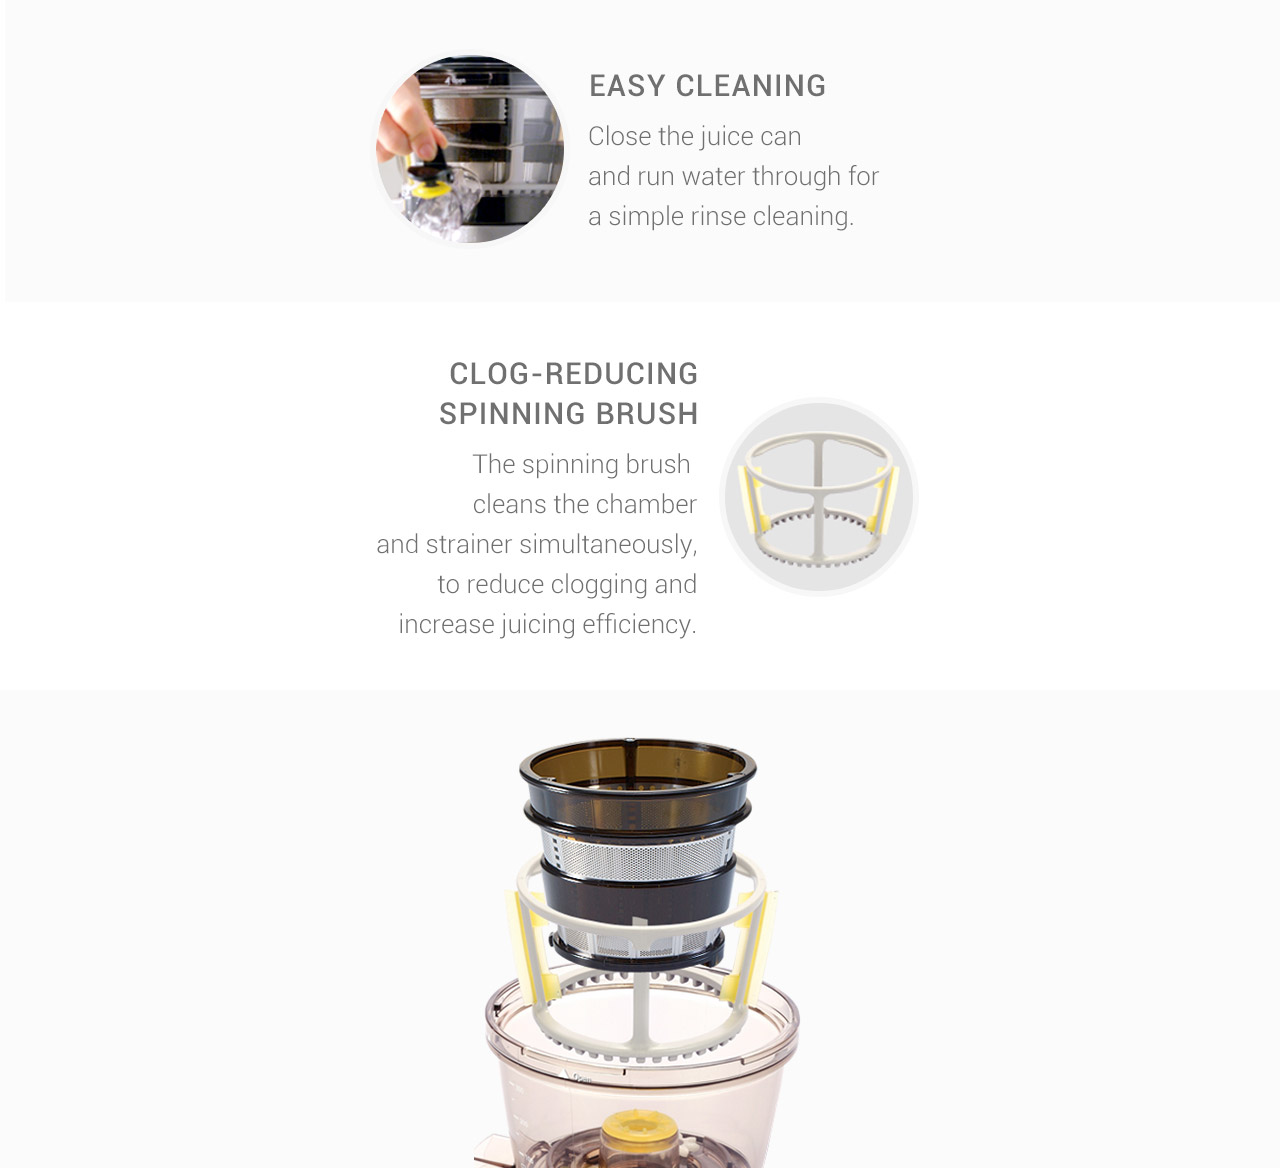 EASY CLEANING
Close the juice can
and run water through for
a simple rinse cleaning.
CLOG-REDUCING
SPINNING BRUSH
The spinning brush
cleans the chamber
and strainer simultaneously,
to reduce clogging and
increase juicing efficiency.
Open